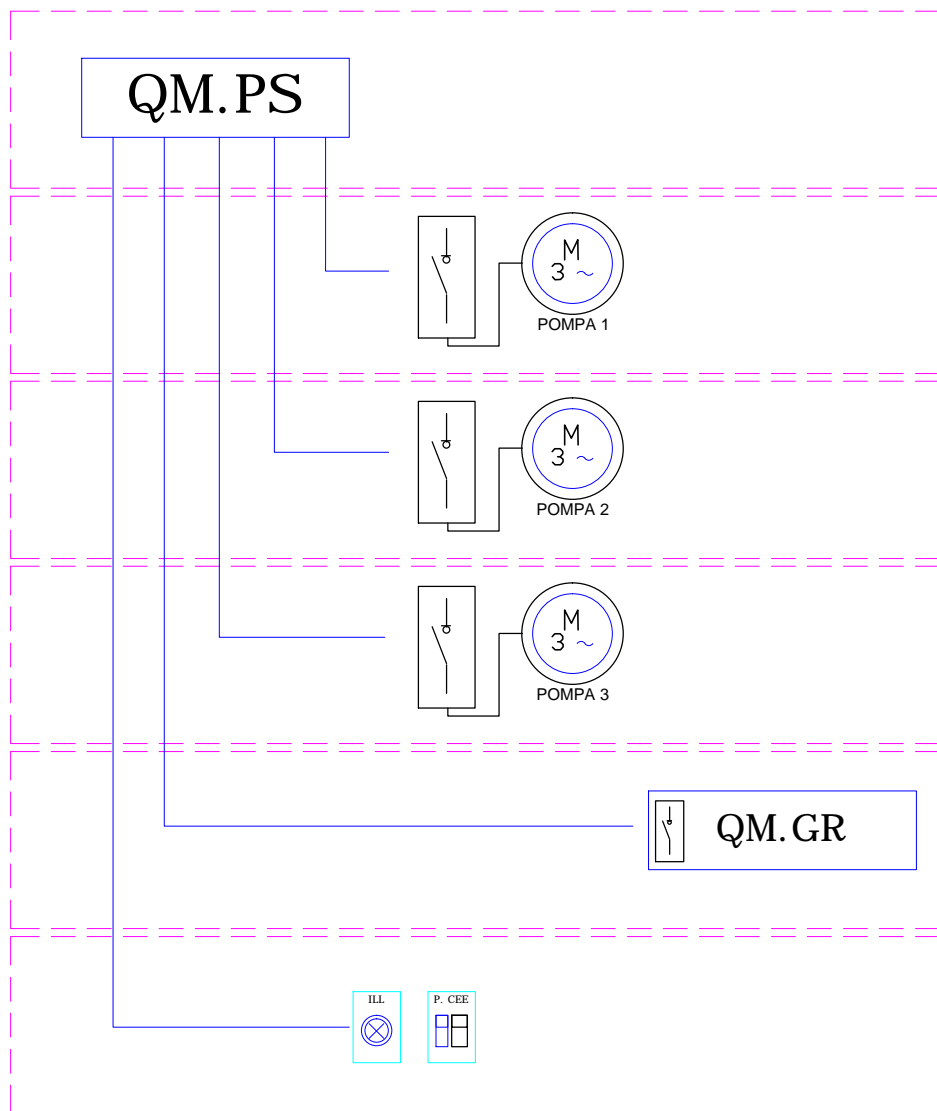 QM.PS
M
3 ~
POMPA 1
M
3 ~
POMPA 2
M
3 ~
POMPA 3
QM.GR
ILL
P. CEE